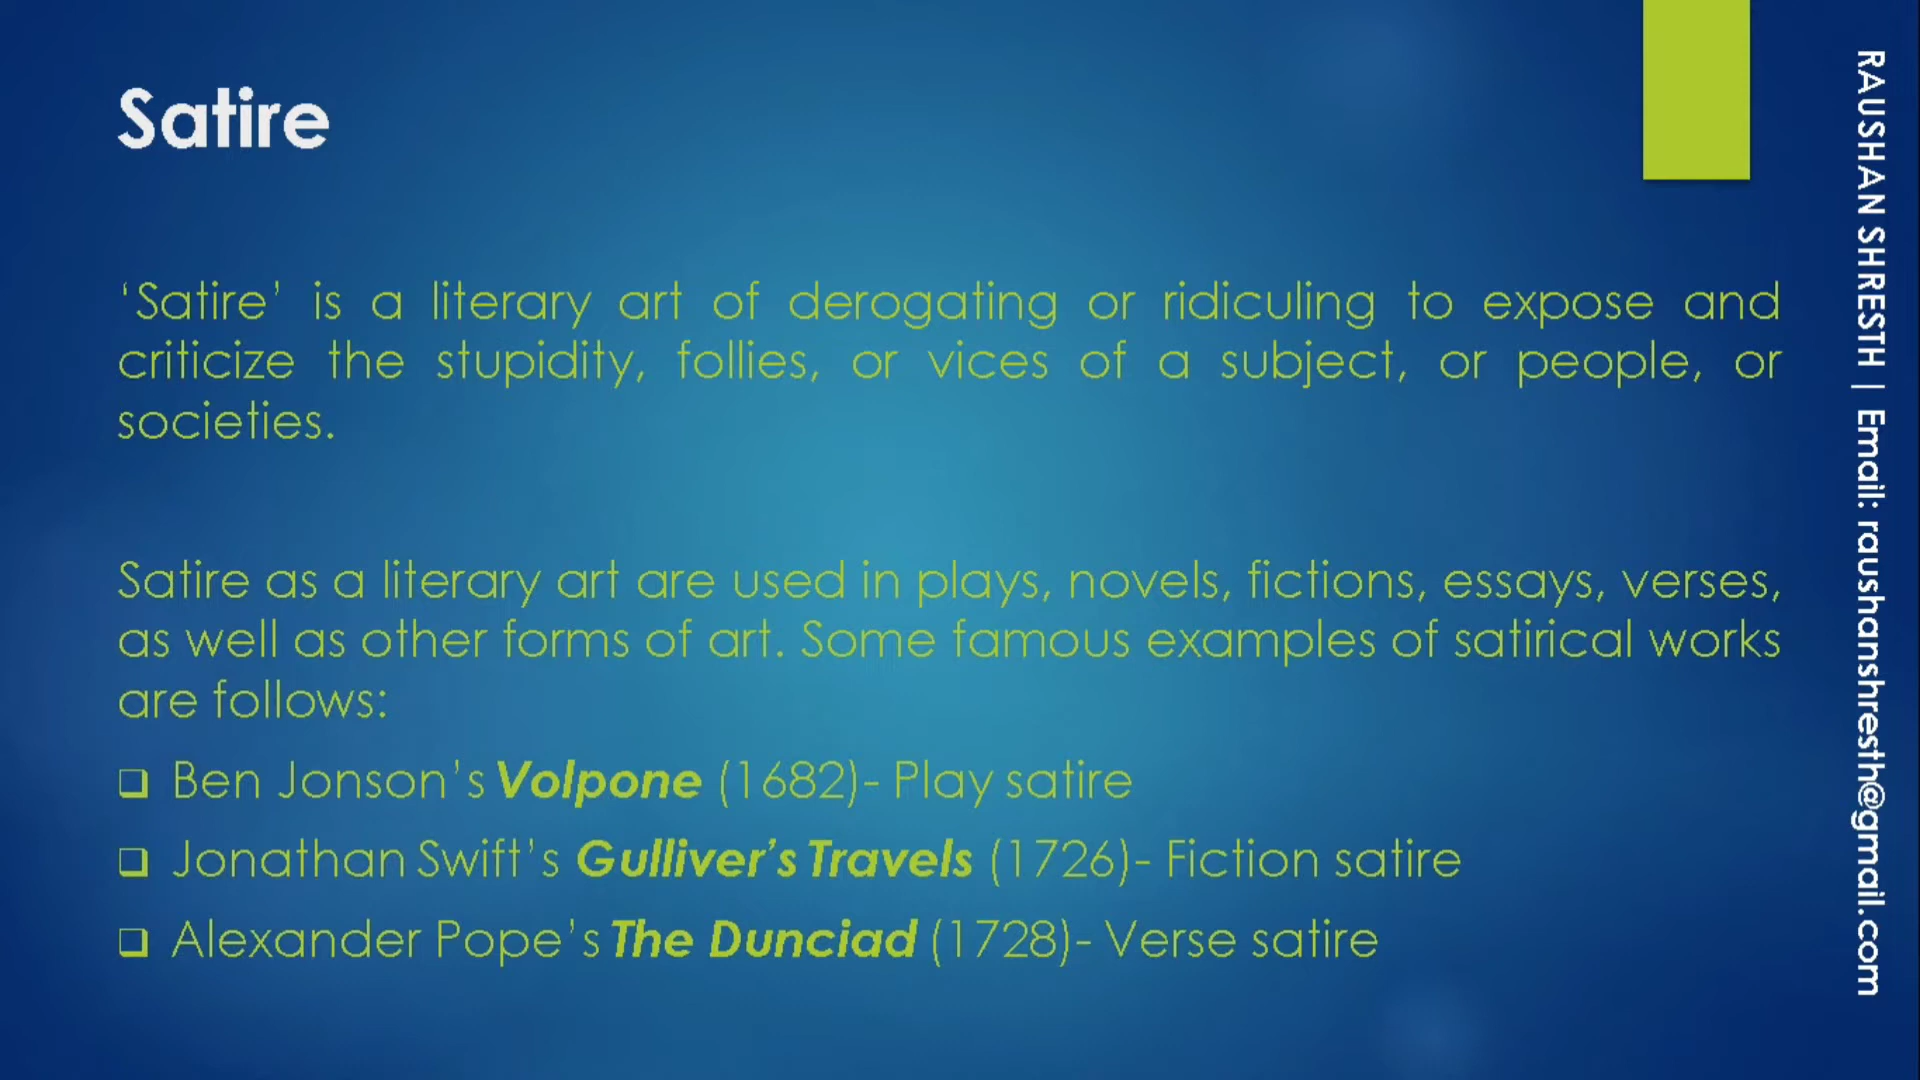 Satire
‘Satire’ is a literary art of derogating or ridiculing to expose and
criticize the stupidity, follies, or vices of a subject, or people, or
societies.
Satire as a literary art are used in plays, novels, fictions, essays, verses,
as well as other forms of art. Some famous examples of satirical works
are follows:
❑ Ben Jonson’s Volpone (1682)- Play satire
❑ Jonathan Swift’s Gulliver’s Travels (1726)- Fiction satire
❑ Alexander Pope’s The Dunciad (1728)- Verse satire
RAUSHAN SHRESTH | Email: raushanshresth@gmail.com